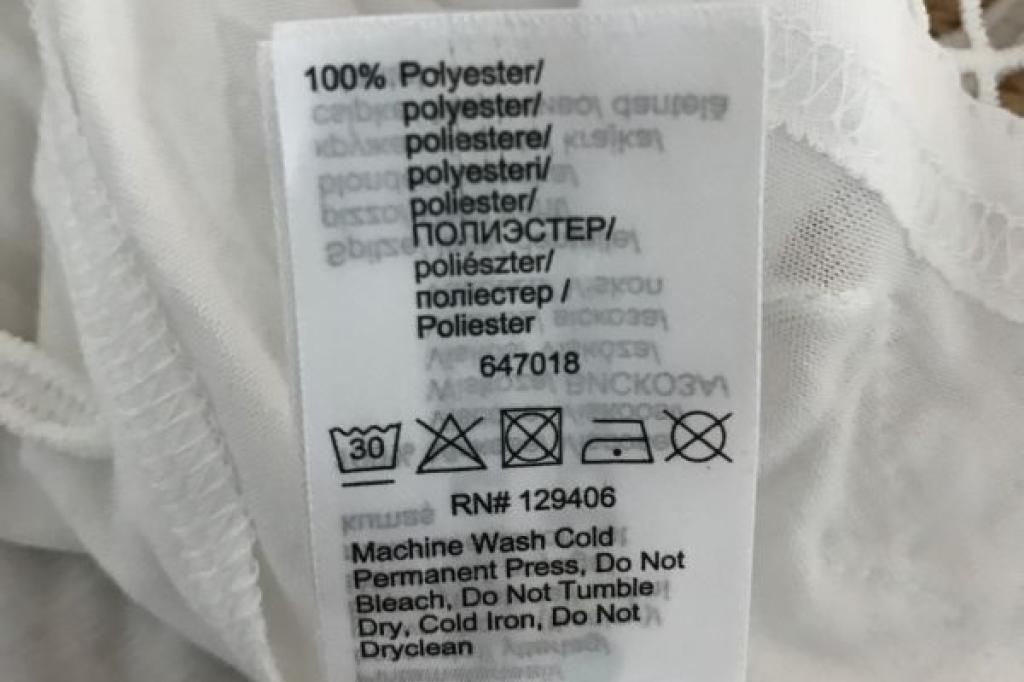 100% Polyester/
polyester/
poliestere/
polyesteri/
poliester/
ПОЛИЭСТЕР/
poliészter/
поліестер /
Poliester
647018
30
RN# 129406
Machine Wash Cold
Permanent Press, Do Not
Bleach, Do Not Tumble
Dry, Cold Iron, Do Not
Dryclean